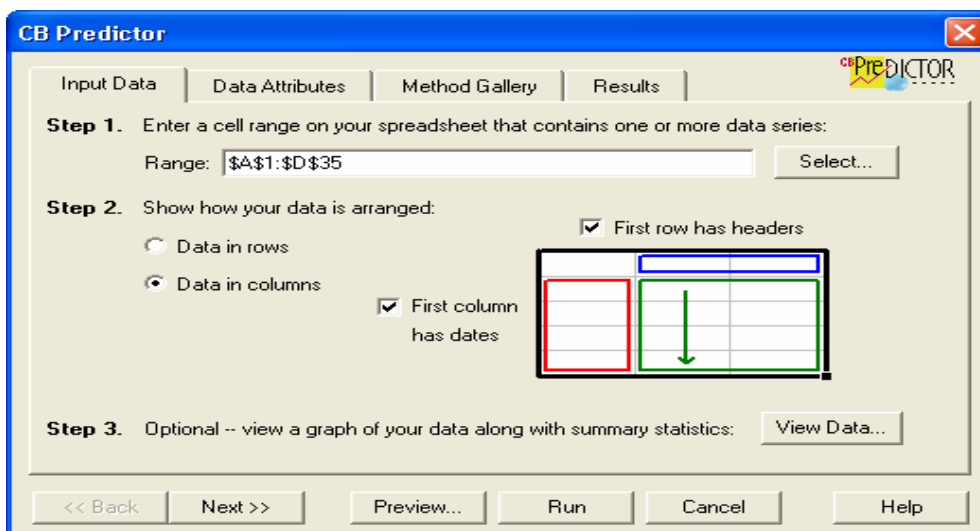 CB Predictor
Input Data Data Attributes Method Gallery Results
CB PreDICTOR
Step 1. Enter a cell range on your spreadsheet that contains one or more data series:
Range: $A$1:$D$35 Select...
Step 2. Show how your data is arranged:
First row has headers
Data in rows
Data in columns
First column
has dates
Step 3. Optional -- view a graph of your data along with summary statistics: View Data...
<< Back Next >> Preview... Run Cancel Help